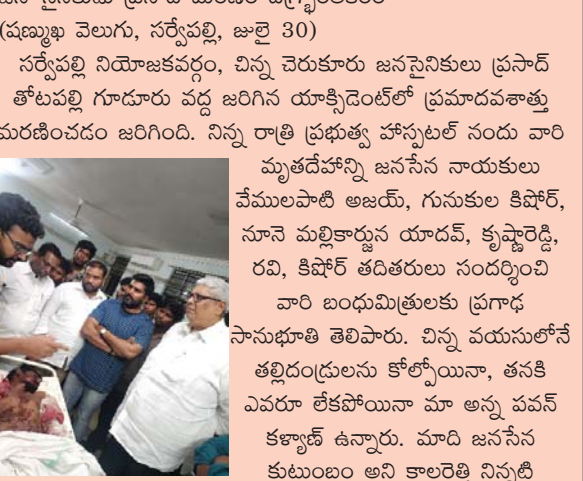 (షణ్ముఖ వెలుగు, సర్వేపల్లి, జులై 30)
సర్వేపల్లి నియోజకవర్గం, చిన్న చెరుకూరు జనసైనికులు ప్రసాద్
తోటపల్లి గూడూరు వద్ద జరిగిన యాక్సిడెంట్‌లో ప్రమాదవశాత్తు
మరణించడం జరిగింది. నిన్న రాత్రి ప్రభుత్వ హాస్పటల్ నందు వారి
మృతదేహాన్ని జనసేన నాయకులు
వేములపాటి అజయ్, గునుకుల కిషోర్,
నూనె మల్లికార్జున యాదవ్, కృష్ణారెడ్డి,
రవి, కిషోర్ తదితరులు సందర్శించి
వారి బంధుమిత్రులకు ప్రగాఢ
సానుభూతి తెలిపారు. చిన్న వయసులోనే
తల్లిదండ్రులను కోల్పోయినా, తనకి
ఎవరూ లేకపోయినా మా అన్న పవన్
కళ్యాణ్ ఉన్నారు. మాది జనసేన
కుటుంబం అని కాలరెత్తి నిన్నటి